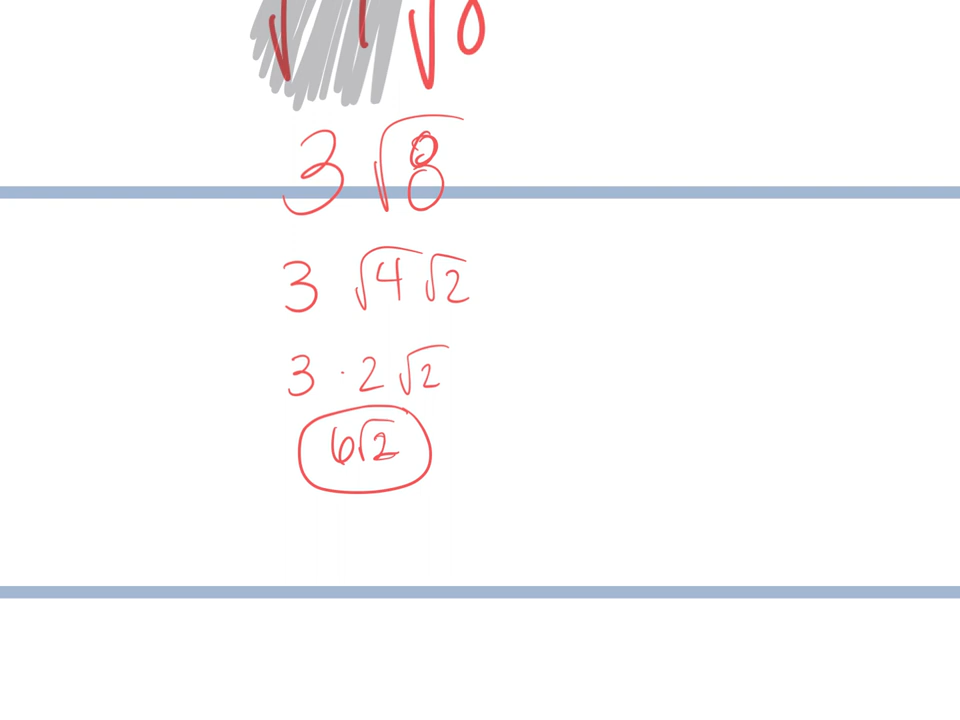 3 √8
3 √4 √2
3 · 2 √2
6√2